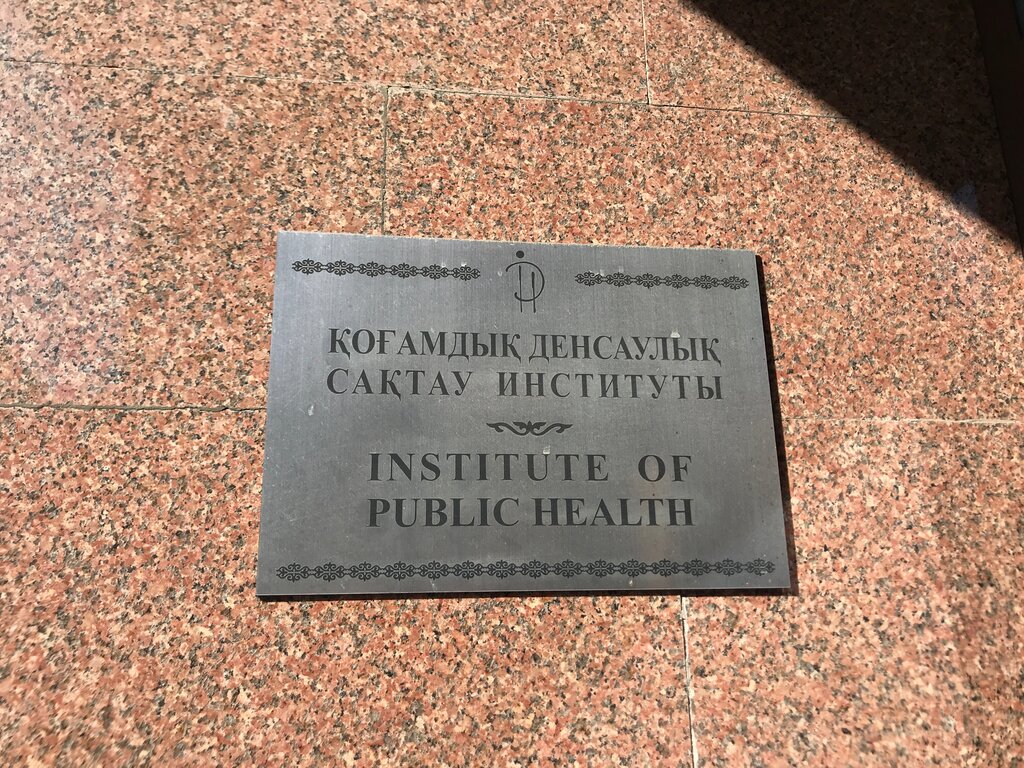 ҚОҒАМДЫҚ ДЕНСАУЛЫҚ
САҚТАУ ИНСТИТУТЫ
INSTITUTE OF
PUBLIC HEALTH